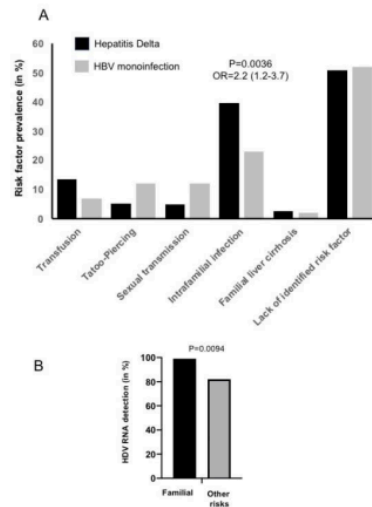 A
Hepatitis Delta
HBV monoinfection
P=0.0036
OR=2.2 (1.2-3.7)
Risk factor prevalence (in %)
60
50
40
30
20
10
0
Transfusion
Tatoo-Piercing
Sexual transmission
Intrafamilial infection
Familial liver cirrhosis
Lack of identified risk factor
B
P=0.0094
HDV RNA detection (in %)
100
80
60
40
20
0
Familial
Other
risks